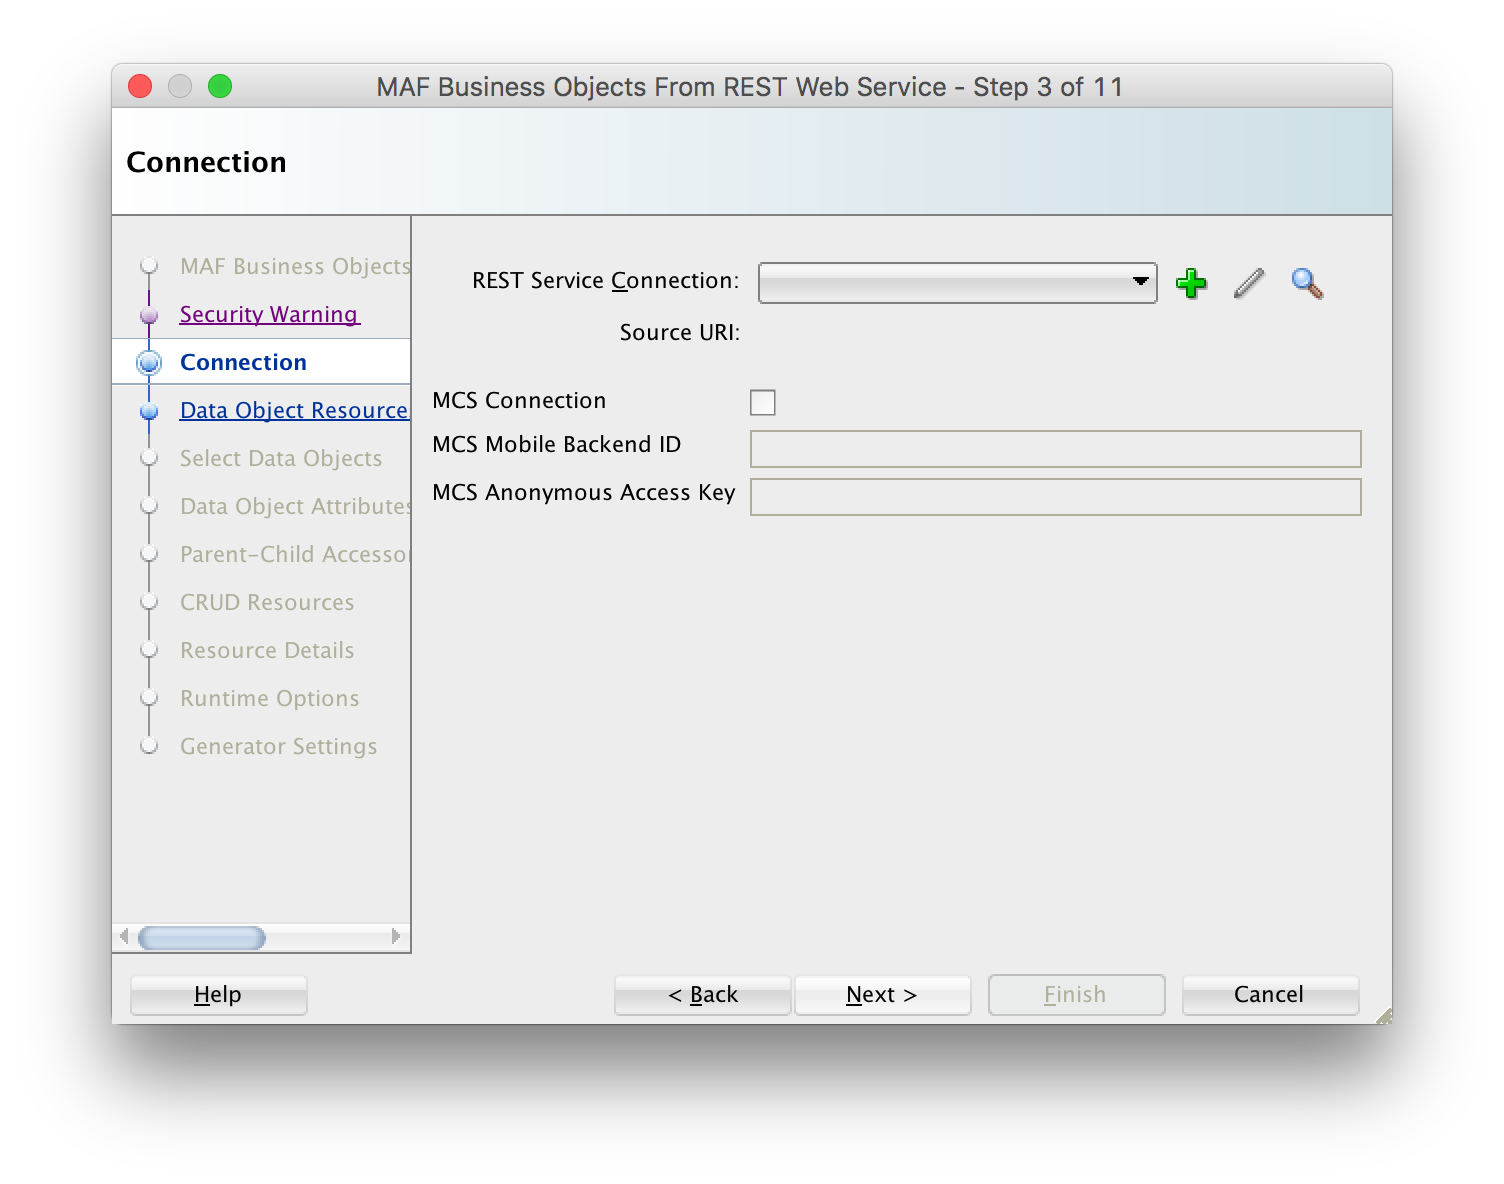 MAF Business Objects From REST Web Service - Step 3 of 11
Connection
MAF Business Objects
Security Warning
Connection
Data Object Resource
Select Data Objects
Data Object Attributes
Parent-Child Accessor
CRUD Resources
Resource Details
Runtime Options
Generator Settings
REST Service Connection:
Source URI:
MCS Connection
MCS Mobile Backend ID
MCS Anonymous Access Key
Help
< Back
Next >
Finish
Cancel